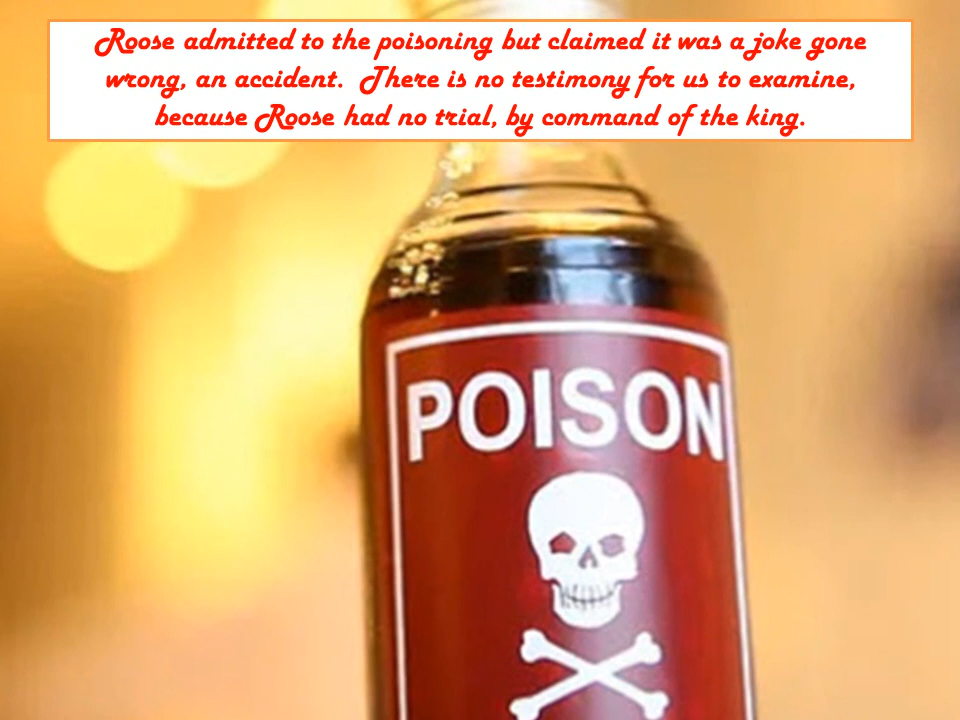 Roose admitted to the poisoning but claimed it was a joke gone
wrong, an accident.  There is no testimony for us to examine,
because Roose had no trial, by command of the king.
POISON